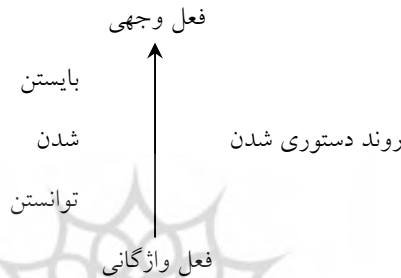 فعل وجهی
بایستن
روند دستوری شدن
شدن
توانستن
فعل واژگانی